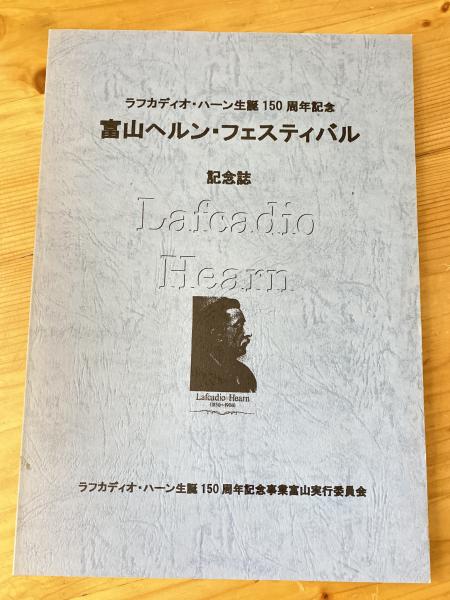 ラフカディオ・ハーン生誕150周年記念
富山ヘルン・フェスティバル
記念誌
Lafcadio
Hearn
Lafcadio Hearn
(1850~1904)
ラフカディオ・ハーン生誕150周年記念事業富山実行委員会